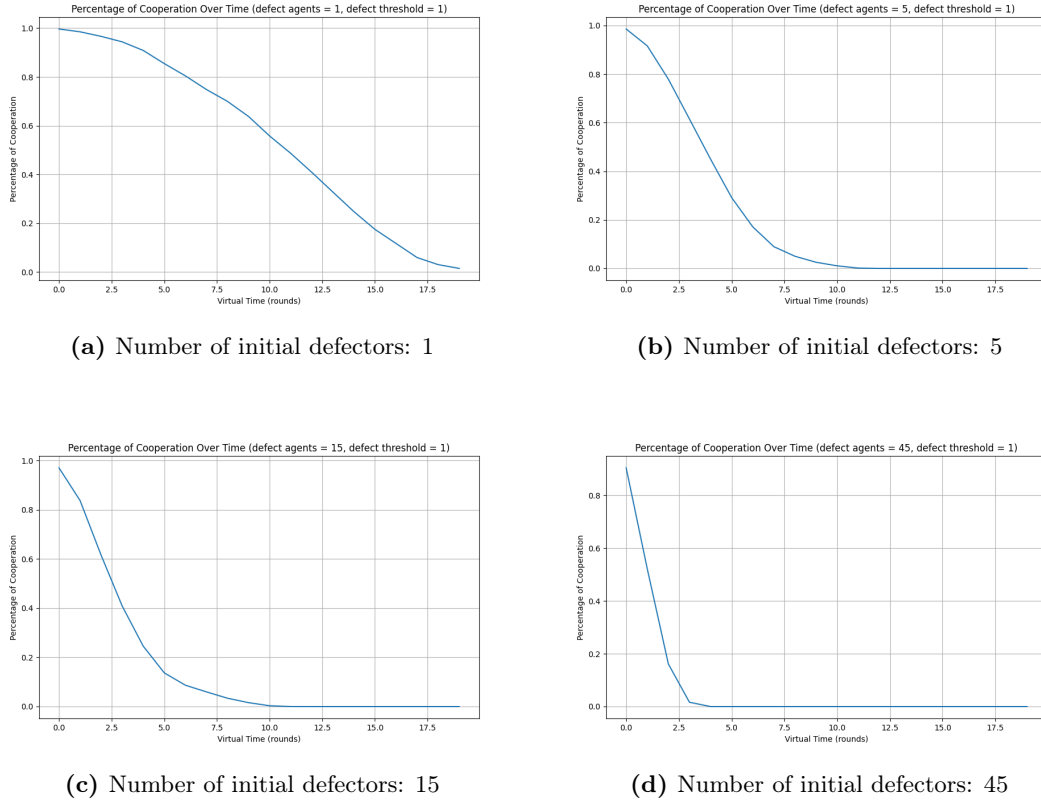 Percentage of Cooperation Over Time (defect agents = 1, defect threshold = 1)
1.0
0.8
0.6
0.4
0.2
0.0
Percentage of Cooperation
0.0 2.5 5.0 7.5 10.0 12.5 15.0 17.5
Virtual Time (rounds)
(a) Number of initial defectors: 1
Percentage of Cooperation Over Time (defect agents = 5, defect threshold = 1)
1.0
0.8
0.6
0.4
0.2
0.0
Percentage of Cooperation
0.0 2.5 5.0 7.5 10.0 12.5 15.0 17.5
Virtual Time (rounds)
(b) Number of initial defectors: 5
Percentage of Cooperation Over Time (defect agents = 15, defect threshold = 1)
1.0
0.8
0.6
0.4
0.2
0.0
Percentage of Cooperation
0.0 2.5 5.0 7.5 10.0 12.5 15.0 17.5
Virtual Time (rounds)
(c) Number of initial defectors: 15
Percentage of Cooperation Over Time (defect agents = 45, defect threshold = 1)
0.8
0.6
0.4
0.2
0.0
Percentage of Cooperation
0.0 2.5 5.0 7.5 10.0 12.5 15.0 17.5
Virtual Time (rounds)
(d) Number of initial defectors: 45